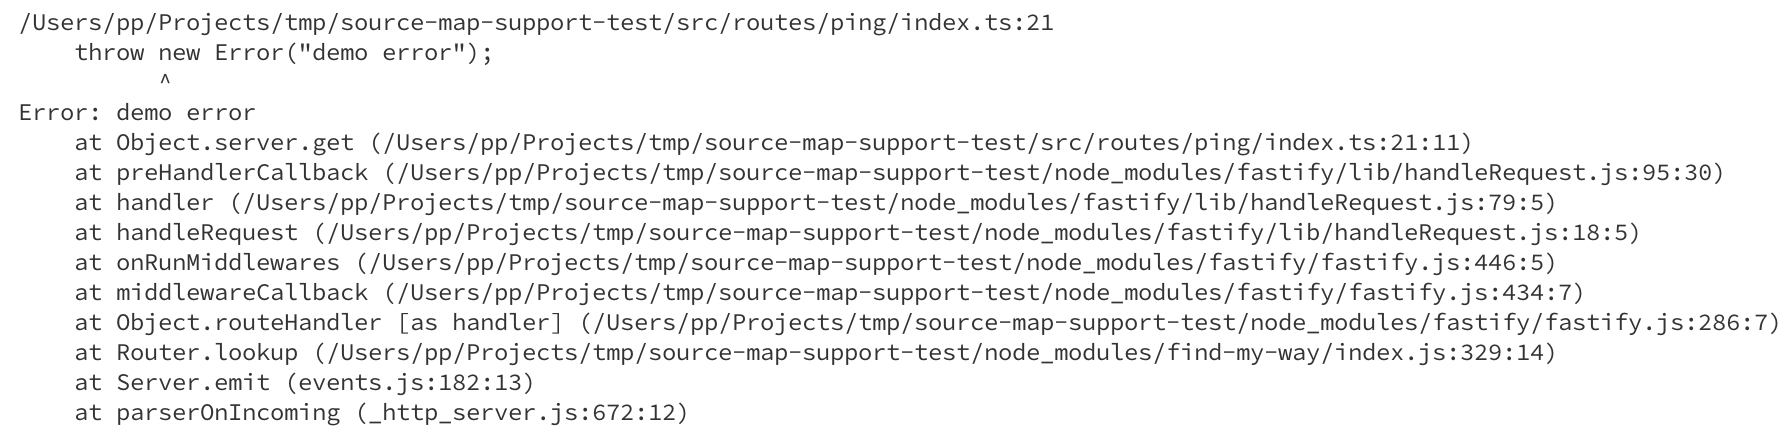 /Users/pp/Projects/tmp/source-map-support-test/src/routes/ping/index.ts:21
    throw new Error("demo error");
          ^
Error: demo error
    at Object.server.get (/Users/pp/Projects/tmp/source-map-support-test/src/routes/ping/index.ts:21:11)
    at preHandlerCallback (/Users/pp/Projects/tmp/source-map-support-test/node_modules/fastify/lib/handleRequest.js:95:30)
    at handler (/Users/pp/Projects/tmp/source-map-support-test/node_modules/fastify/lib/handleRequest.js:79:5)
    at handleRequest (/Users/pp/Projects/tmp/source-map-support-test/node_modules/fastify/lib/handleRequest.js:18:5)
    at onRunMiddlewares (/Users/pp/Projects/tmp/source-map-support-test/node_modules/fastify/fastify.js:446:5)
    at middlewareCallback (/Users/pp/Projects/tmp/source-map-support-test/node_modules/fastify/fastify.js:434:7)
    at Object.routeHandler [as handler] (/Users/pp/Projects/tmp/source-map-support-test/node_modules/fastify/fastify.js:286:7)
    at Router.lookup (/Users/pp/Projects/tmp/source-map-support-test/node_modules/find-my-way/index.js:329:14)
    at Server.emit (events.js:182:13)
    at parserOnIncoming (_http_server.js:672:12)